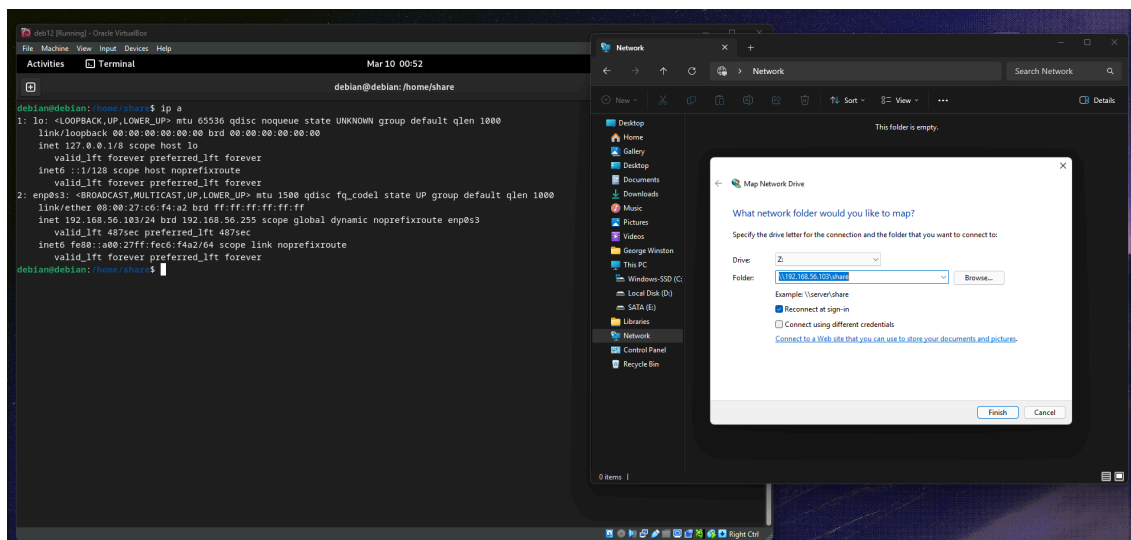 deb12 [Running] - Oracle VirtualBox
File Machine View Input Devices Help
Activities Terminal Mar 10 00:52
debian@debian: /home/share
debian@debian:/home/share$ ip a
1: lo: <LOOPBACK,UP,LOWER_UP> mtu 65536 qdisc noqueue state UNKNOWN group default qlen 1000
link/loopback 00:00:00:00:00:00 brd 00:00:00:00:00:00
inet 127.0.0.1/8 scope host lo
valid_lft forever preferred_lft forever
inet6 ::1/128 scope host noprefixroute
valid_lft forever preferred_lft forever
2: enp0s3: <BROADCAST,MULTICAST,UP,LOWER_UP> mtu 1500 qdisc fq_codel state UP group default qlen 1000
link/ether 08:00:27:c6:f4:a2 brd ff:ff:ff:ff:ff:ff
inet 192.168.56.103/24 brd 192.168.56.255 scope global dynamic noprefixroute enp0s3
valid_lft 487sec preferred_lft 487sec
inet6 fe80::a00:27ff:fec6:f4a2/64 scope link noprefixroute
valid_lft forever preferred_lft forever
debian@debian:/home/share$
Right Ctrl
Network
> Network
Search Network
New Sort View ... Details
Desktop
Home
Gallery
Desktop
Documents
Downloads
Music
Pictures
Videos
George Winston
This PC
Windows-SSD (C:
Local Disk (D:)
SATA (E:)
Libraries
Network
Control Panel
Recycle Bin
This folder is empty.
Map Network Drive
What network folder would you like to map?
Specify the drive letter for the connection and the folder that you want to connect to:
Drive: Z:
Folder: \\192.168.56.103\share Browse...
Example: \\server\share
Reconnect at sign-in
Connect using different credentials
Connect to a Web site that you can use to store your documents and pictures.
Finish Cancel
0 items